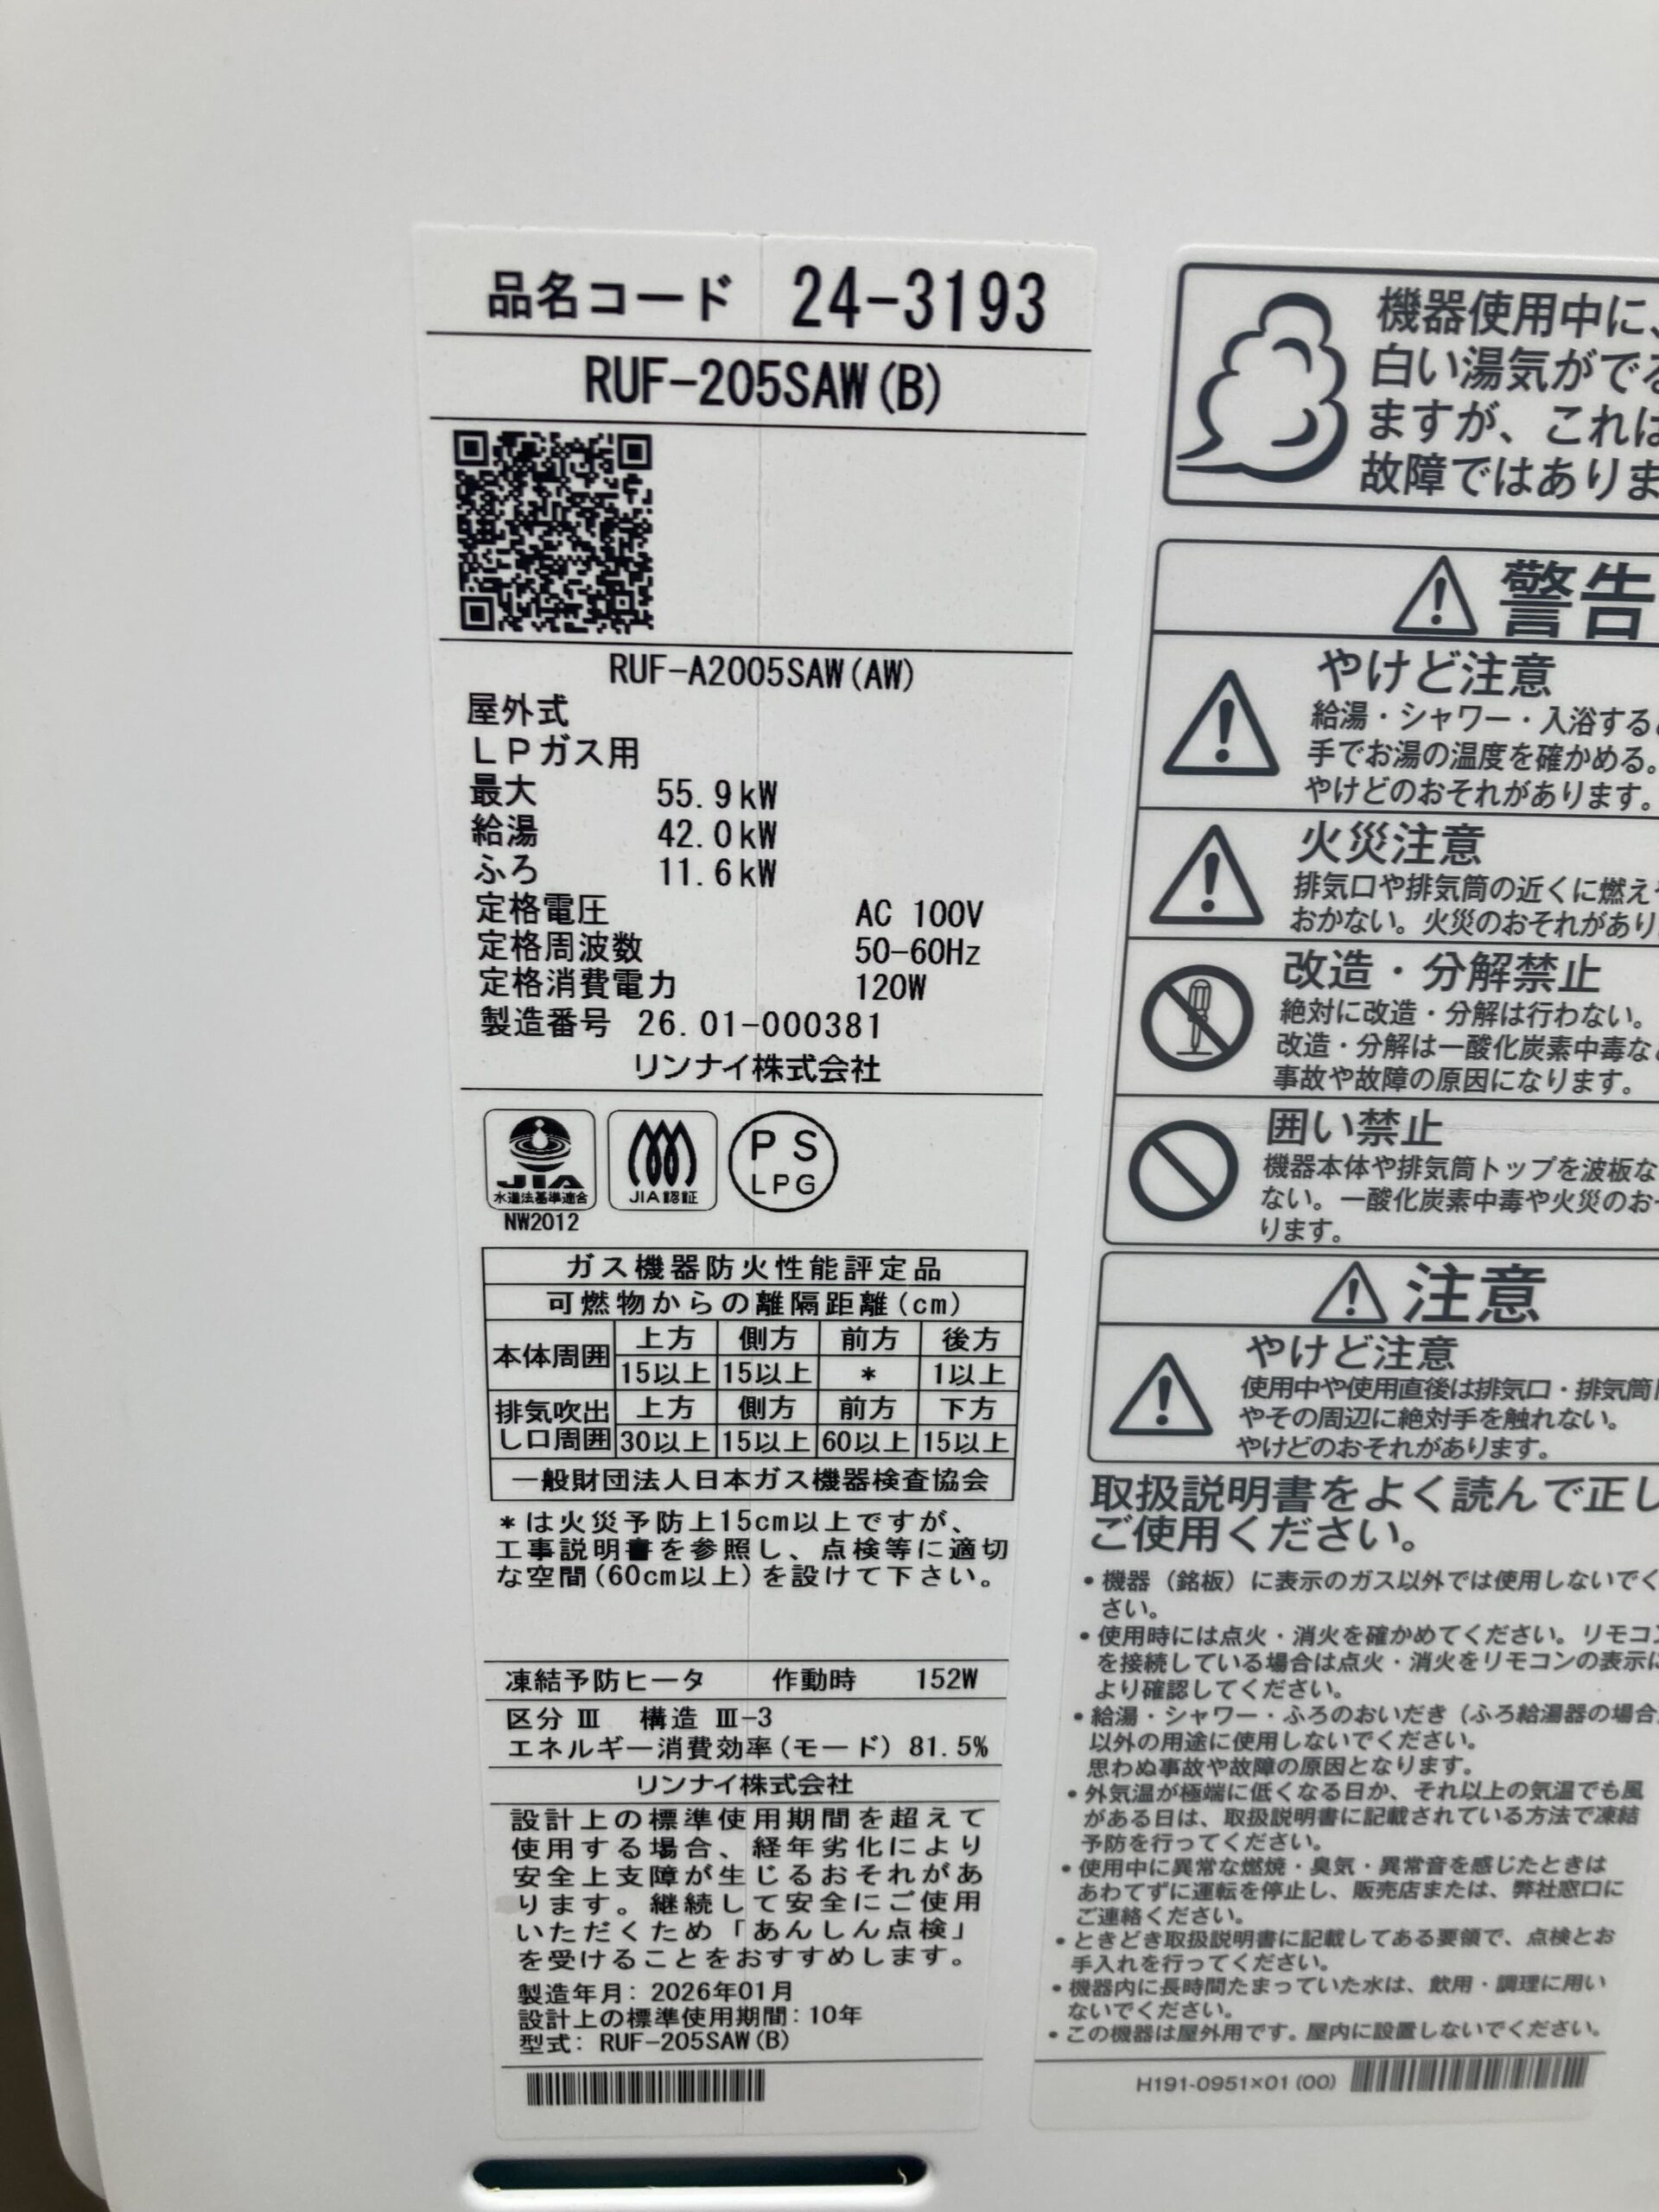 品名コード 24-3193
RUF-205SAW(B)
RUF-A2005SAW(AW)
屋外式
LPガス用
最大 55.9kW
給湯 42.0kW
ふろ 11.6kW
定格電圧 AC 100V
定格周波数 50-60Hz
定格消費電力 120W
製造番号 26.01-000381
リンナイ株式会社
JIA
水道法基準適合
NW2012
JIA認証
PS
LPG
ガス機器防火性能評定品
可燃物からの離隔距離(cm)
本体周囲 上方 側方 前方 後方
15以上 15以上 * 1以上
排気吹出 上方 側方 前方 下方
し口周囲 30以上 15以上 60以上 15以上
一般財団法人日本ガス機器検査協会
*は火災予防上15cm以上ですが、
工事説明書を参照し、点検等に適切
な空間(60cm以上)を設けて下さい。
凍結予防ヒータ 作動時 152W
区分 Ⅲ 構造 Ⅲ-3
エネルギー消費効率(モード) 81.5%
リンナイ株式会社
設計上の標準使用期間を超えて
使用する場合、経年劣化により
安全上支障が生じるおそれがあ
ります。継続して安全にご使用
いただくため「あんしん点検」
を受けることをおすすめします。
製造年月：2026年01月
設計上の標準使用期間：10年
型式：RUF-205SAW(B)
機器使用中に、
白い湯気がでる
ますが、これは
故障ではありま
警告
やけど注意
給湯・シャワー・入浴すると
手でお湯の温度を確かめる。
やけどのおそれがあります。
火災注意
排気口や排気筒の近くに燃え
おかない。火災のおそれがあり
改造・分解禁止
絶対に改造・分解は行わない。
改造・分解は一酸化炭素中毒など
事故や故障の原因になります。
囲い禁止
機器本体や排気筒トップを波板な
ない。一酸化炭素中毒や火災のおそ
ります。
注意
やけど注意
使用中や使用直後は排気口・排気筒
やその周辺に絶対手を触れない。
やけどのおそれがあります。
取扱説明書をよく読んで正し
ご使用ください。
• 機器（銘板）に表示のガス以外では使用しないでく
さい。
• 使用時には点火・消火を確かめてください。リモコン
を接続している場合は点火・消火をリモコンの表示に
より確認してください。
• 給湯・シャワー・ふろのおいだき（ふろ給湯器の場合）
以外の用途に使用しないでください。
思わぬ事故や故障の原因となります。
• 外気温が極端に低くなる日か、それ以上の気温でも風
がある日は、取扱説明書に記載されている方法で凍結
予防を行ってください。
• 使用中に異常な燃焼・臭気・異常音を感じたときは
あわてずに運転を停止し、販売店または、弊社窓口に
ご連絡ください。
• ときどき取扱説明書に記載してある要領で、点検とお
手入れを行ってください。
• 機器内に長時間たまっていた水は、飲用・調理に用い
ないでください。
• この機器は屋外用です。屋内に設置しないでください。
H191-0951×01 (00)